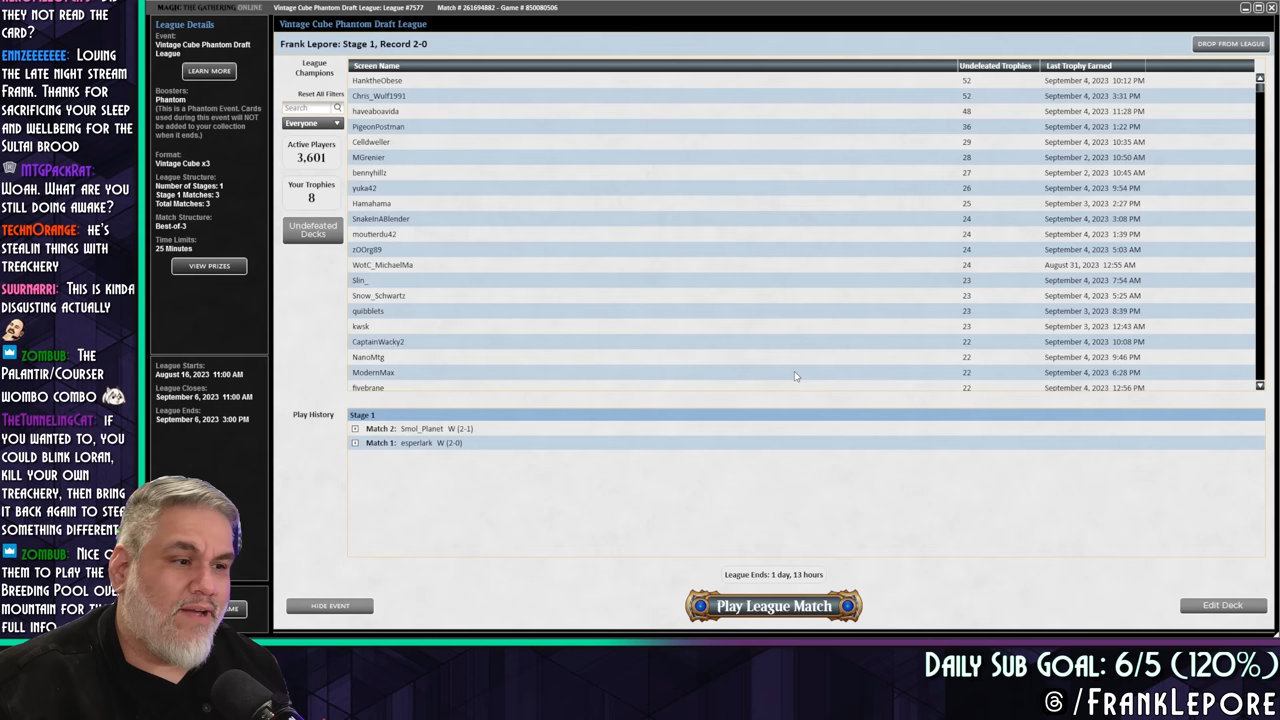 THEY NOT READ THE
CARD?
ENNZEEEEEEE: LOVING
THE LATE NIGHT STREAM
FRANK. THANKS FOR
SACRIFICING YOUR SLEEP
AND WELLBEING FOR THE
SULTAI BROOD
MTGPACKRAT:
WOAH. WHAT ARE YOU
STILL DOING AWAKE?
TECHNORANGE: HE'S
STEALIN THINGS WITH
TREACHERY
SUURNARRI: THIS IS KINDA
DISGUSTING ACTUALLY
ZOMBUB: THE
PALANTIR/COURSER
WOMBO COMBO
THETUNNELINGCAT: IF
YOU WANTED TO, YOU
COULD BLINK LORAN,
KILL YOUR OWN
TREACHERY, THEN BRING
IT BACK AGAIN TO STEA
SOMETHING DIFFERENT
ZOMBUB: NICE O
THEM TO PLAY THE
BREEDING POOL OVE
MOUNTAIN FOR TH
FULL INFO
MAGIC THE GATHERING ONLINE
Vintage Cube Phantom Draft League: League #7577 Match # 261694882 - Game # 850080506
League Details
Event:
Vintage Cube Phantom Draft
League
LEARN MORE
Boosters:
Phantom
(This is a Phantom Event. Cards
used during this event will NOT
be added to your collection
when it ends.)
Format:
Vintage Cube x3
League Structure:
Number of Stages: 1
Stage 1 Matches: 3
Total Matches: 3
Match Structure:
Best-of-3
Time Limits:
25 Minutes
VIEW PRIZES
League Starts:
August 16, 2023 11:00 AM
League Closes:
September 6, 2023 11:00 AM
League Ends:
September 6, 2023 3:00 PM
ME
Vintage Cube Phantom Draft League
Frank Lepore: Stage 1, Record 2-0
DROP FROM LEAGUE
League
Champions
Reset All Filters
Search
Everyone
Active Players
3,601
Your Trophies
8
Undefeated
Decks
Screen Name Undefeated Trophies Last Trophy Earned
HanktheObese 52 September 4, 2023 10:12 PM
Chris_Wulf1991 52 September 4, 2023 3:31 PM
haveaboavida 48 September 4, 2023 11:28 PM
PigeonPostman 36 September 4, 2023 1:22 PM
Celldweller 29 September 4, 2023 10:35 AM
MGrenier 28 September 2, 2023 10:50 AM
bennyhillz 27 September 2, 2023 10:45 AM
yuka42 26 September 4, 2023 9:54 PM
Hamahama 25 September 3, 2023 2:27 PM
SnakeInABlender 24 September 4, 2023 3:08 PM
moutierdu42 24 September 4, 2023 1:39 PM
zOOrg89 24 September 4, 2023 5:03 AM
WotC_MichaelMa 24 August 31, 2023 12:55 AM
Slin_ 23 September 4, 2023 7:54 AM
Snow_Schwartz 23 September 4, 2023 5:25 AM
quibblets 23 September 3, 2023 8:39 PM
kwsk 23 September 3, 2023 12:43 AM
CaptainWacky2 22 September 4, 2023 10:08 PM
NanoMtg 22 September 4, 2023 9:46 PM
ModernMax 22 September 4, 2023 6:28 PM
fivebrane 22 September 4, 2023 12:56 PM
Play History
Stage 1
Match 2: Smol_Planet W (2-1)
Match 1: esperlark W (2-0)
League Ends: 1 day, 13 hours
HIDE EVENT
Play League Match
Edit Deck
DAILY SUB GOAL: 6/5 (120%)
/FRANKLEPORE